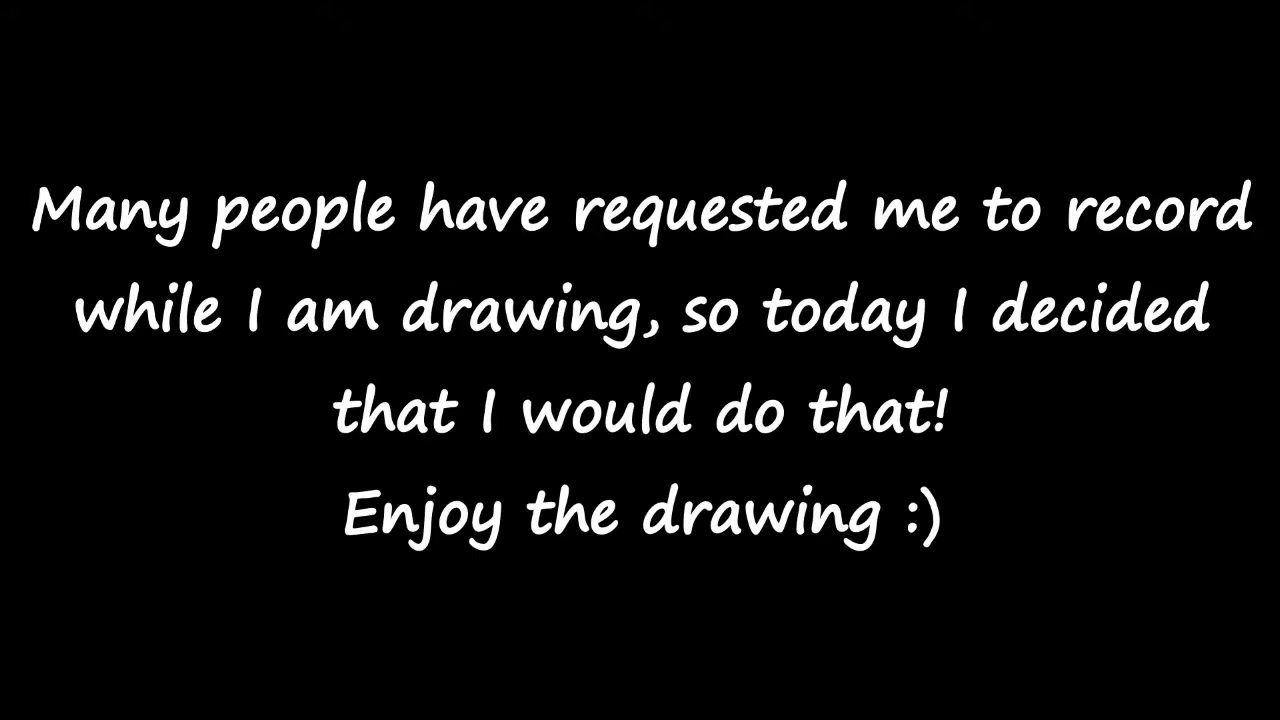 Many people have requested me to record
while I am drawing, so today I decided
that I would do that!
Enjoy the drawing :)